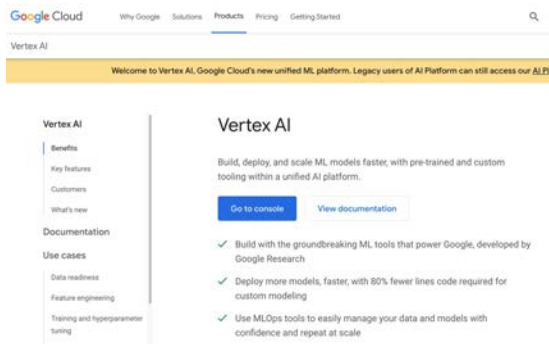 Google Cloud
Why Google Solutions Products Pricing Getting Started
Vertex AI
Welcome to Vertex AI, Google Cloud's new unified ML platform. Legacy users of AI Platform can still access our
Vertex AI
Benefits
Key features
Customers
What's new
Documentation
Use cases
Data readiness
Feature engineering
Training and hyperparameter
tuning
Vertex AI
Build, deploy, and scale ML models faster, with pre-trained and custom
tooling within a unified AI platform.
Go to console
View documentation
Build with the groundbreaking ML tools that power Google, developed by
Google Research
Deploy more models, faster, with 80% fewer lines code required for
custom modeling
Use MLOps tools to easily manage your data and models with
confidence and repeat at scale